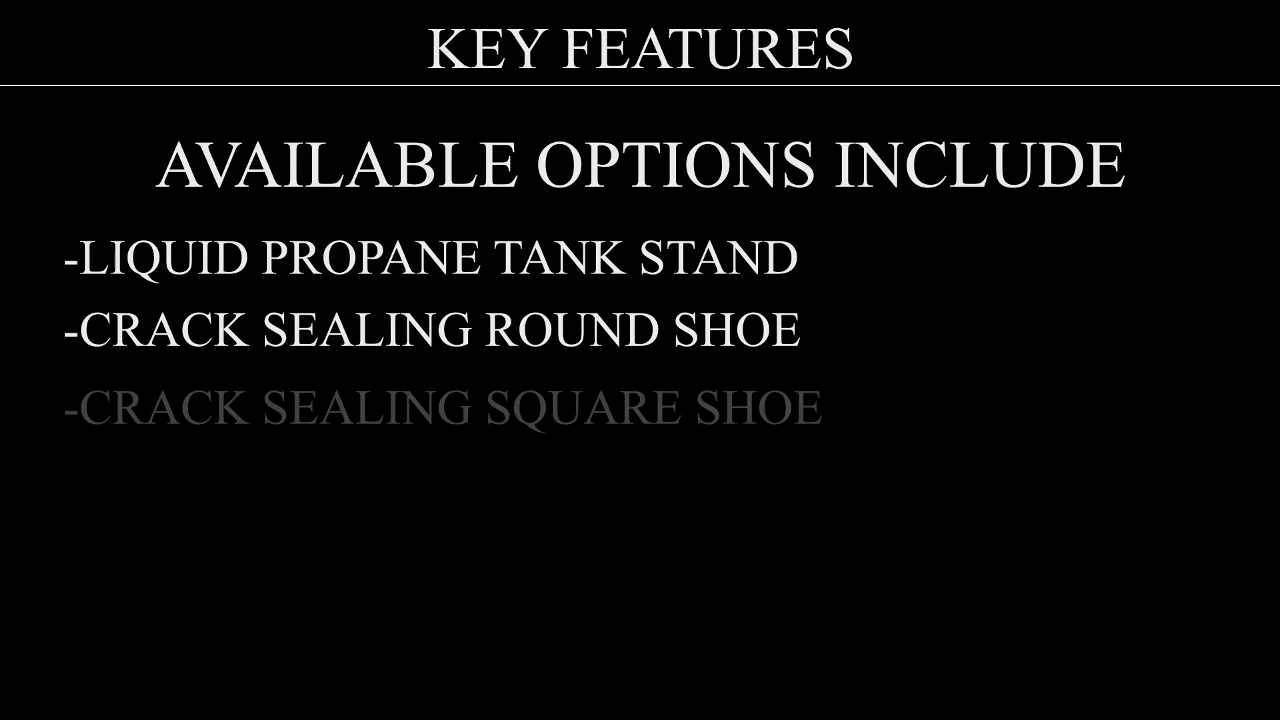 KEY FEATURES
AVAILABLE OPTIONS INCLUDE
-LIQUID PROPANE TANK STAND
-CRACK SEALING ROUND SHOE
-CRACK SEALING SQUARE SHOE